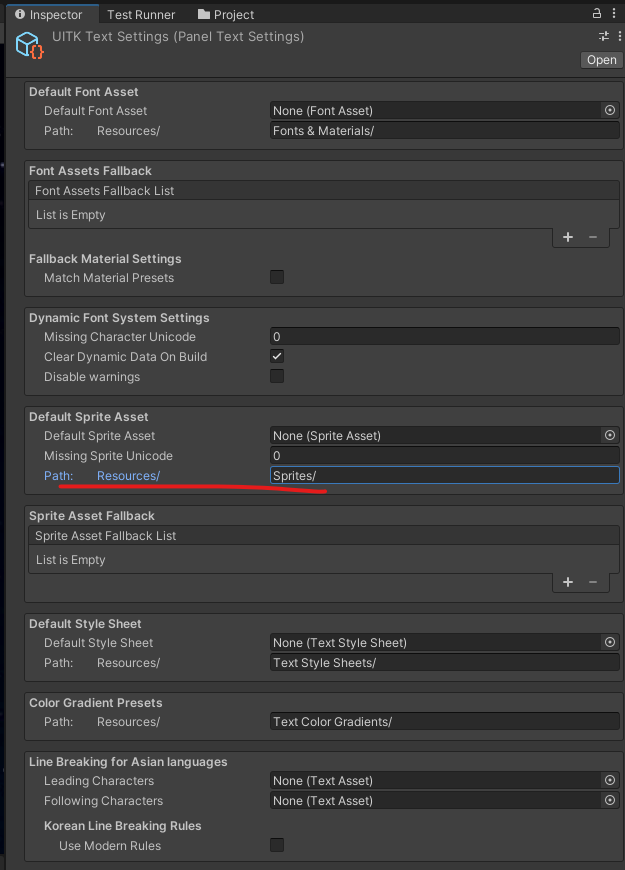 Inspector Test Runner Project
UITK Text Settings (Panel Text Settings)
Open
Default Font Asset
Default Font Asset None (Font Asset)
Path: Resources/ Fonts & Materials/
Font Assets Fallback
Font Assets Fallback List
List is Empty
Fallback Material Settings
Match Material Presets
Dynamic Font System Settings
Missing Character Unicode 0
Clear Dynamic Data On Build
Disable warnings
Default Sprite Asset
Default Sprite Asset None (Sprite Asset)
Missing Sprite Unicode 0
Path: Resources/ Sprites/
Sprite Asset Fallback
Sprite Asset Fallback List
List is Empty
Default Style Sheet
Default Style Sheet None (Text Style Sheet)
Path: Resources/ Text Style Sheets/
Color Gradient Presets
Path: Resources/ Text Color Gradients/
Line Breaking for Asian languages
Leading Characters None (Text Asset)
Following Characters None (Text Asset)
Korean Line Breaking Rules
Use Modern Rules